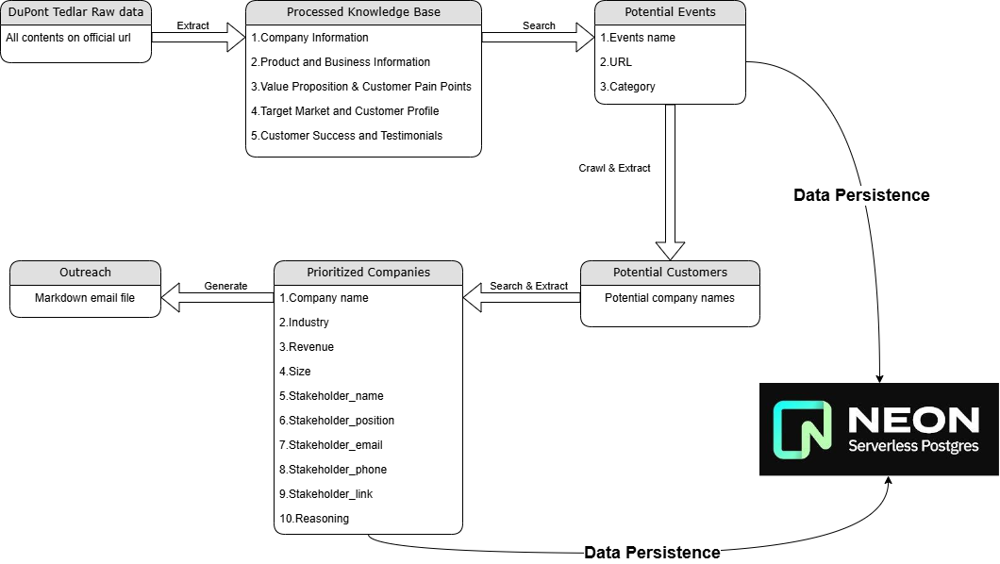 DuPont Tedlar Raw data
All contents on official url
Extract
Processed Knowledge Base
1.Company Information
2.Product and Business Information
3.Value Proposition & Customer Pain Points
4.Target Market and Customer Profile
5.Customer Success and Testimonials
Search
Potential Events
1.Events name
2.URL
3.Category
Crawl & Extract
Data Persistence
Potential Customers
Potential company names
Search & Extract
Prioritized Companies
1.Company name
2.Industry
3.Revenue
4.Size
5.Stakeholder_name
6.Stakeholder_position
7.Stakeholder_email
8.Stakeholder_phone
9.Stakeholder_link
10.Reasoning
Generate
Outreach
Markdown email file
Data Persistence
NEON
Serverless Postgres